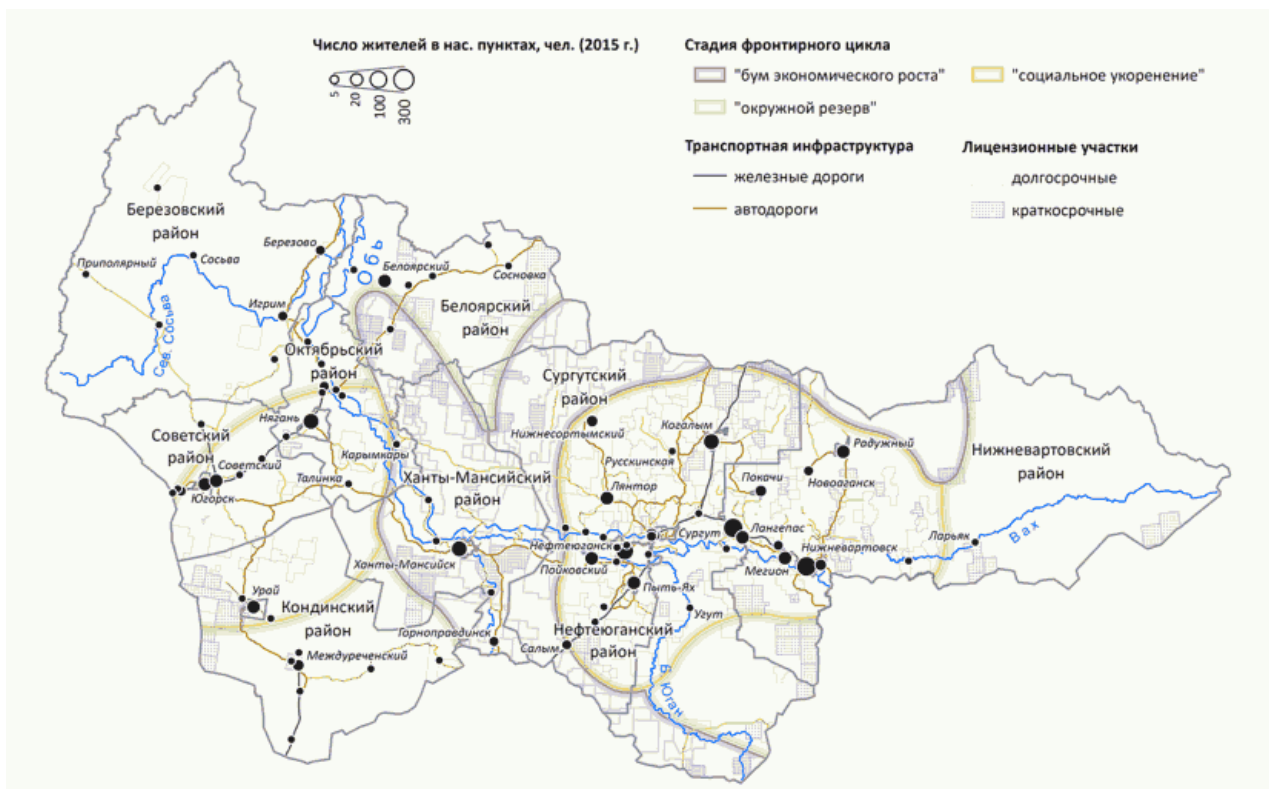 Число жителей в нас. пунктах, чел. (2015 г.)
5
20
100
300
Стадия фронтирного цикла
"бум экономического роста"
"социальное укоренение"
"окружной резерв"
Транспортная инфраструктура
Лицензионные участки
железные дороги
долгосрочные
автодороги
краткосрочные
Березовский
район
Березово
Обь
Приполярный
Сосьва
Белоярский
Сосновка
Игрим
Белоярский
район
Сев. Сосьва
Октябрьский
район
Сургутский
район
Нягань
Нижнесортымский
Когалым
Советский
район
Карымкары
Русскинская
Радужный
Нижневартовский
район
Советский
Талинка
Ханты-Мансийский
район
Покачи
Новоаганск
Югорск
Лянтор
Лангепас
Вах
Нефтеюганск
Сургут
Нижневартовск
Ларьяк
Ханты-Мансийск
Пойковский
Мегион
Пыть-Ях
Урай
Кондинский
район
Угут
Горноправдинск
Нефтеюганский
район
Салым
Междуреченский
Б. Юган